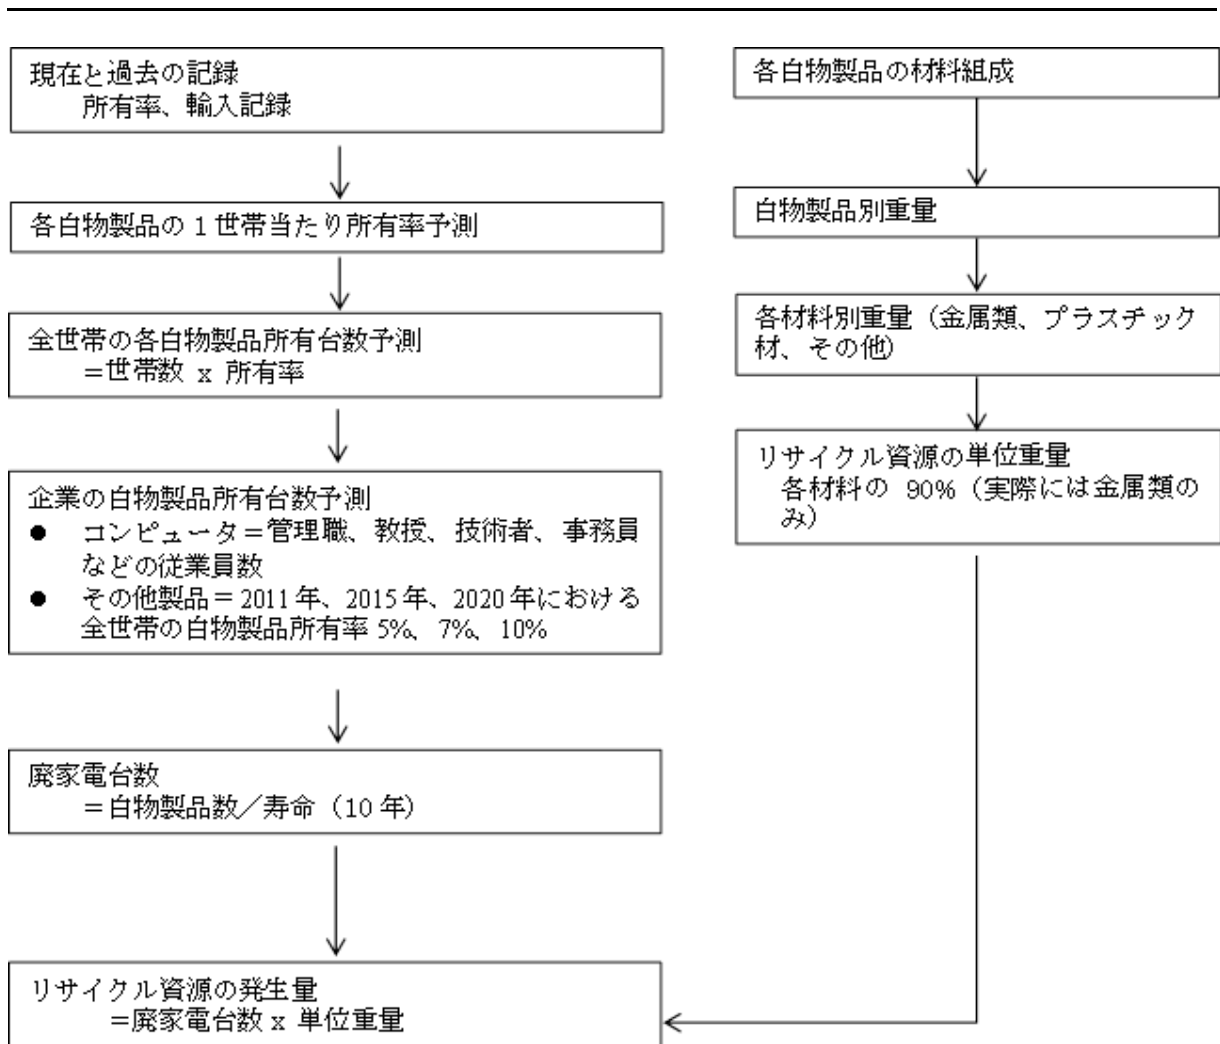 現在と過去の記録
所有率、輸入記録
各白物製品の1世帯当たり所有率予測
全世帯の各白物製品所有台数予測
＝世帯数 x 所有率
企業の白物製品所有台数予測
● コンピュータ＝管理職、教授、技術者、事務員
などの従業員数
● その他製品＝2011年、2015年、2020年における
全世帯の白物製品所有率5%、7%、10%
廃家電台数
＝白物製品数／寿命（10年）
リサイクル資源の発生量
＝廃家電台数 x 単位重量
各白物製品の材料組成
白物製品別重量
各材料別重量（金属類、プラスチック
材、その他）
リサイクル資源の単位重量
各材料の 90%（実際には金属類の
み）